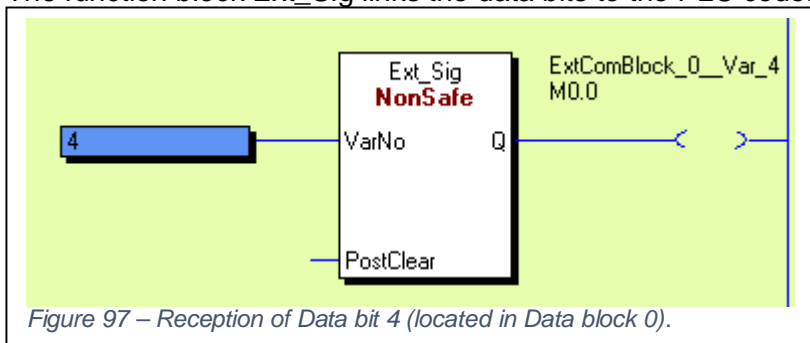 The function block Ext_Sig links the data bits to the PLC code.
Ext_Sig
NonSafe
ExtComBlock_0__Var_4
M0.0
4
VarNo
Q
PostClear
Figure 97 – Reception of Data bit 4 (located in Data block 0).